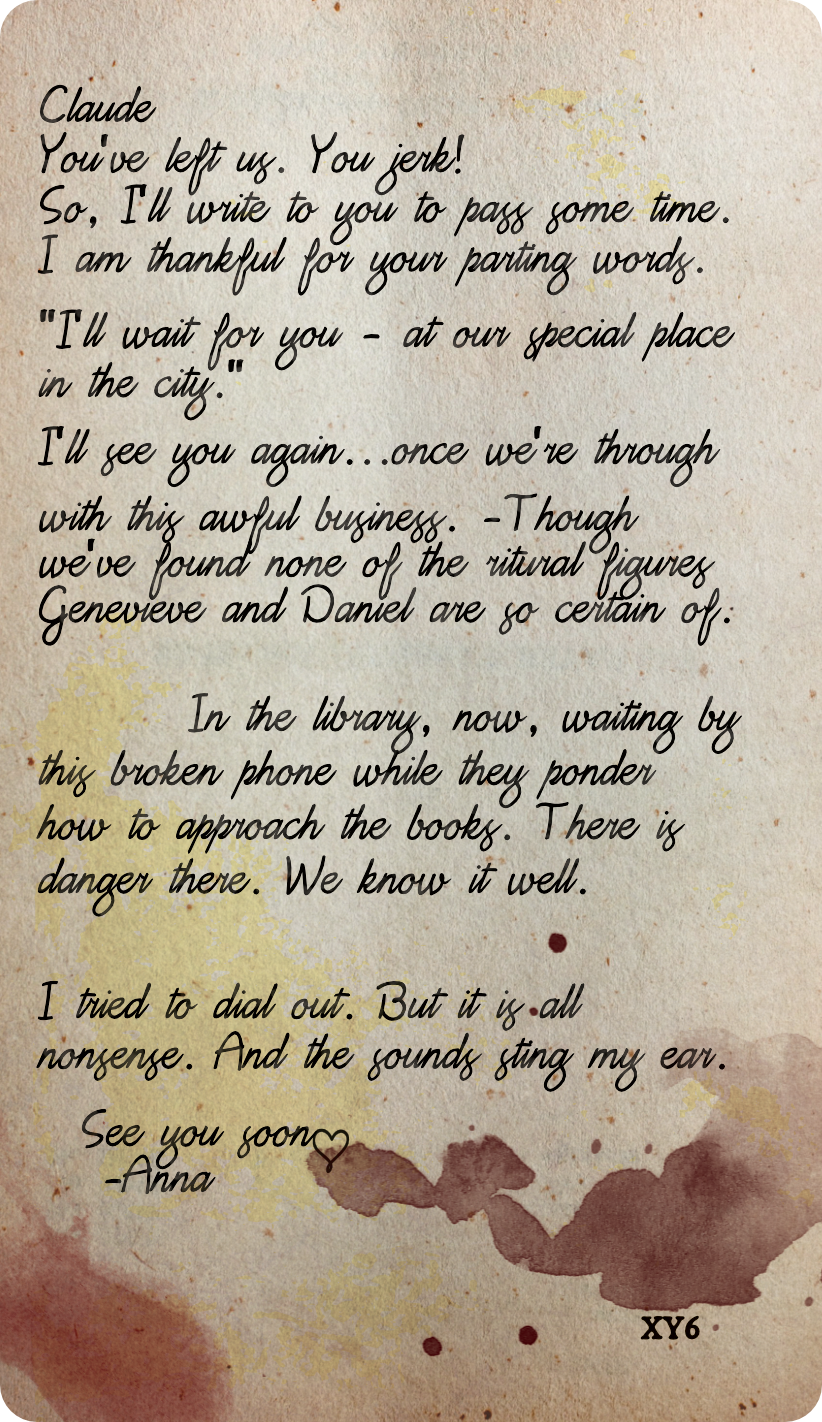 Claude
You've left us. You jerk!
So, I'll write to you to pass some time.
I am thankful for your parting words.
"I'll wait for you - at our special place
in the city."
I'll see you again...once we're through
with this awful business. -Though
we've found none of the ritural figures
Genevieve and Daniel are so certain of.
In the library, now, waiting by
this broken phone while they ponder
how to approach the books. There is
danger there. We know it well.
I tried to dial out. But it is all
nonsense. And the sounds sting my ear.
See you soon♡
-Anna
XY6